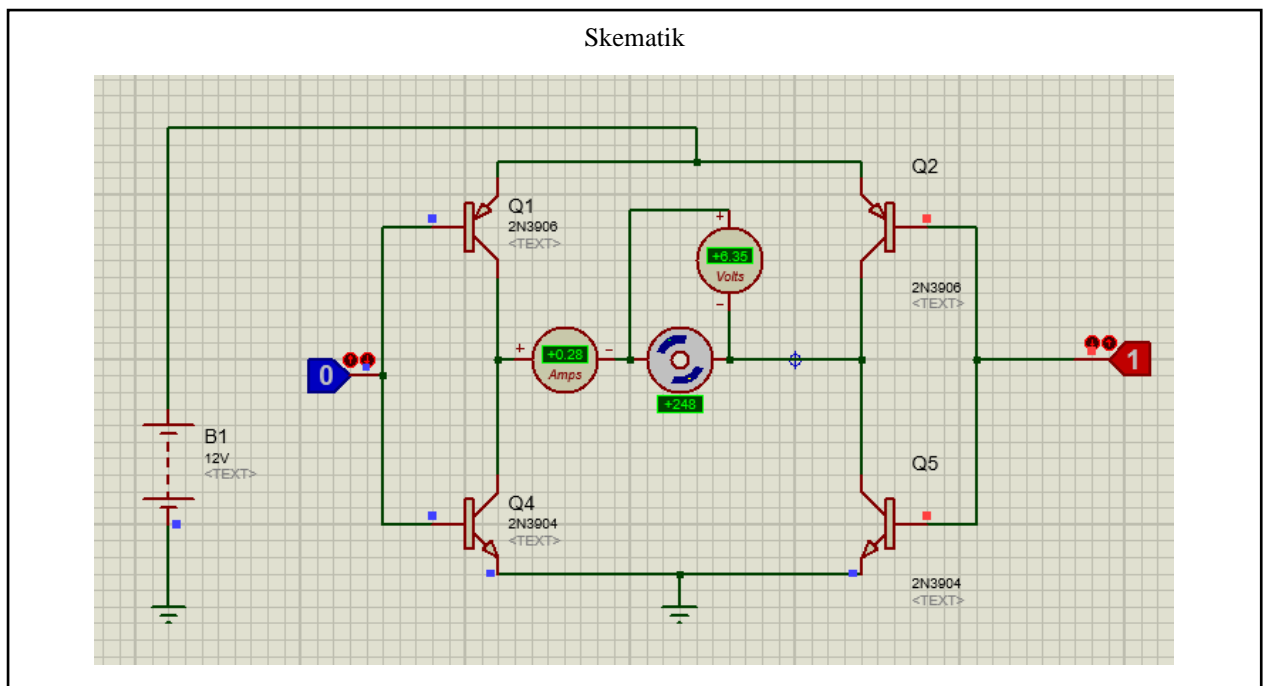 Skematik
Q1
2N3906
<TEXT>
Q2
2N3906
<TEXT>
+
+6.35
Volts
−
+
+0.28
Amps
−
+248
0
1
B1
12V
<TEXT>
Q4
2N3904
<TEXT>
Q5
2N3904
<TEXT>